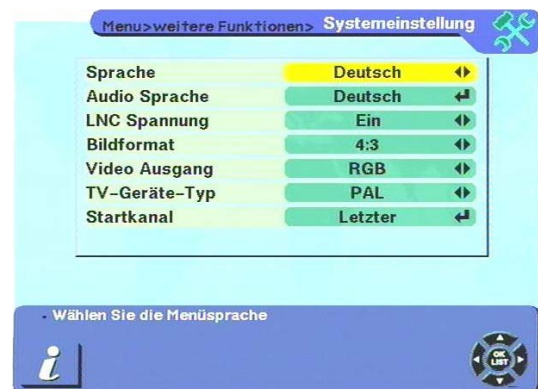 Menu>weitere Funktionen> Systemeinstellung
Sprache Deutsch
Audio Sprache Deutsch
LNC Spannung Ein
Bildformat 4:3
Video Ausgang RGB
TV-Geräte-Typ PAL
Startkanal Letzter
- Wählen Sie die Menüsprache
i
OK
LIST